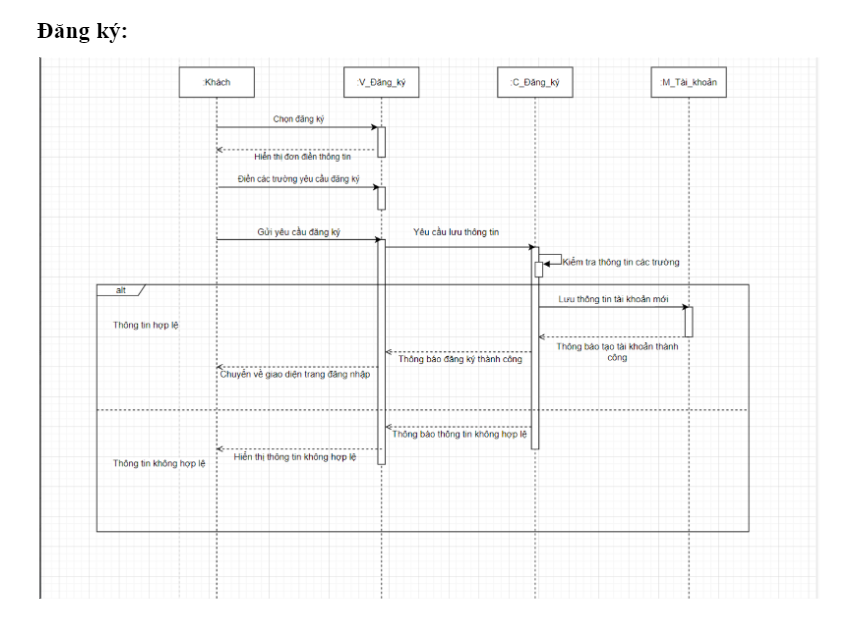 Đăng ký:
:Khách
:V_Đăng_ký
:C_Đăng_ký
:M_Tài_khoản
Chọn đăng ký
Hiển thị đơn điền thông tin
Điền các trường yêu cầu đăng ký
Gửi yêu cầu đăng ký
Yêu cầu lưu thông tin
Kiểm tra thông tin các trường
alt
Lưu thông tin tài khoản mới
Thông tin hợp lệ
Thông báo tạo tài khoản thành
công
Thông báo đăng ký thành công
Chuyển về giao diện trang đăng nhập
Thông báo thông tin không hợp lệ
Hiển thị thông tin không hợp lệ
Thông tin không hợp lệ